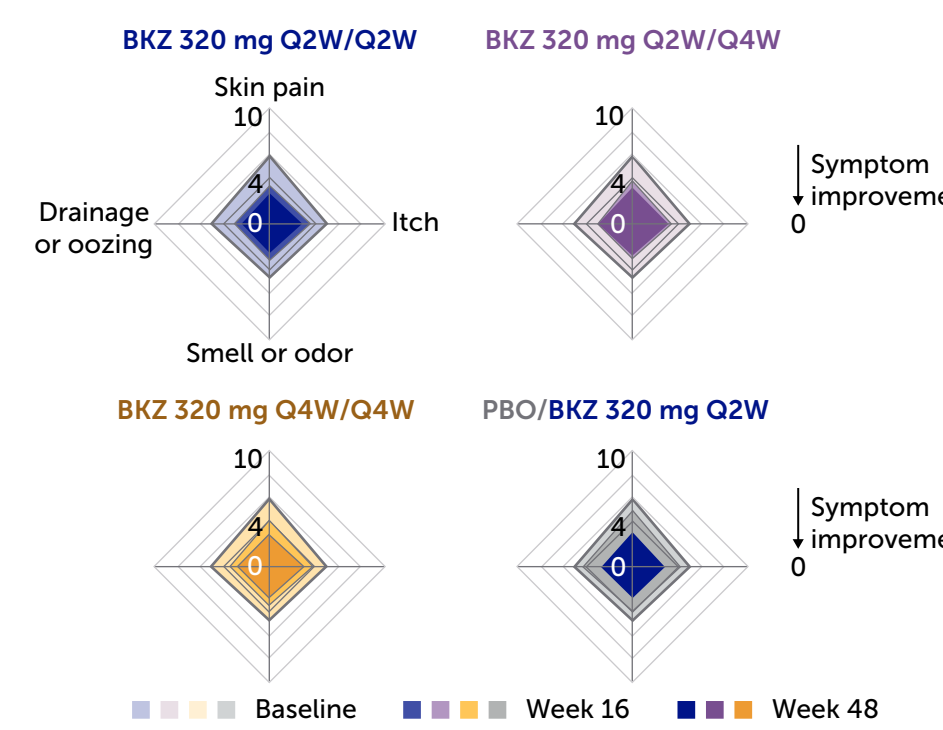 BKZ 320 mg Q2W/Q2W
BKZ 320 mg Q2W/Q4W
Skin pain
10
4
0
Drainage
or oozing
Itch
Smell or odor
10
4
0
Symptom
improveme
0
BKZ 320 mg Q4W/Q4W
PBO/BKZ 320 mg Q2W
10
4
0
10
4
0
Symptom
improveme
0
Baseline
Week 16
Week 48